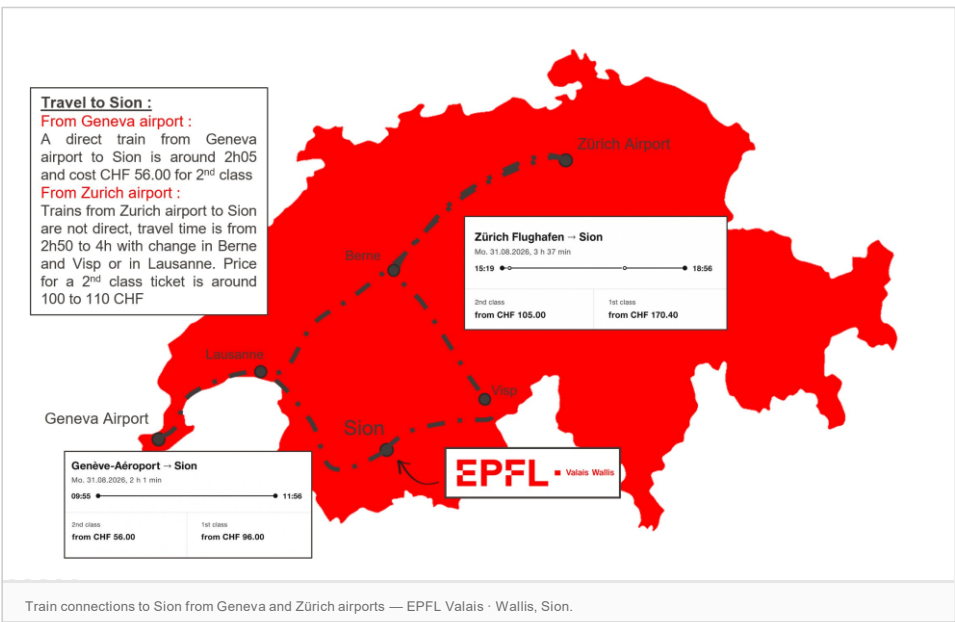 Travel to Sion :
From Geneva airport :
A direct train from Geneva
airport to Sion is around 2h05
and cost CHF 56.00 for 2nd class
From Zurich airport :
Trains from Zurich airport to Sion
are not direct, travel time is from
2h50 to 4h with change in Berne
and Visp or in Lausanne. Price
for a 2nd class ticket is around
100 to 110 CHF
Zürich Airport
Berne
Zürich Flughafen → Sion
Mo. 31.08.2026, 3 h 37 min
15:19 18:56
2nd class 1st class
from CHF 105.00 from CHF 170.40
Lausanne
Visp
Geneva Airport
Sion
EPFL Valais Wallis
Genève-Aéroport → Sion
Mo. 31.08.2026, 2 h 1 min
09:55 11:56
2nd class 1st class
from CHF 56.00 from CHF 96.00
Train connections to Sion from Geneva and Zürich airports — EPFL Valais · Wallis, Sion.